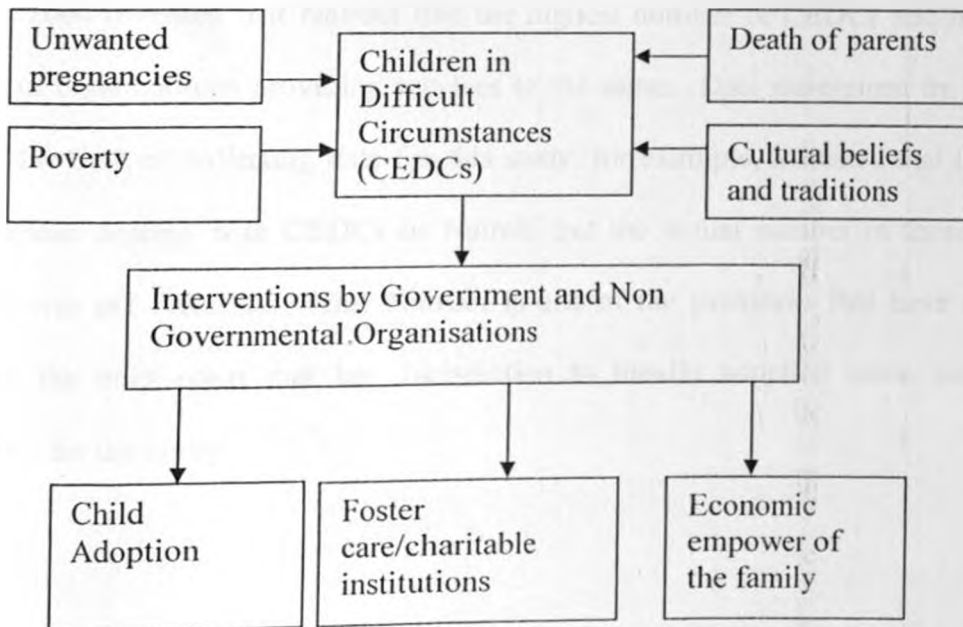 Unwanted
pregnancies
Poverty
Children in
Difficult
Circumstances
(CEDCs)
Death of parents
Cultural beliefs
and traditions
Interventions by Government and Non
Governmental.Organisations
Child
Adoption
Foster
care/charitable
institutions
Economic
empower of
the family